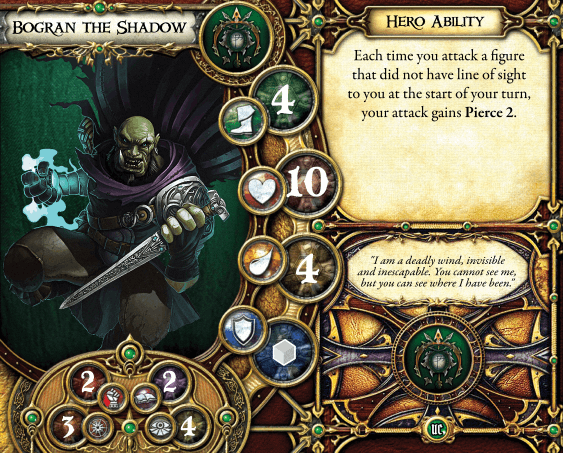 Bogran the Shadow
4
10
4
2
2
3
4
Hero Ability
Each time you attack a figure
that did not have line of sight
to you at the start of your turn,
your attack gains Pierce 2.
"I am a deadly wind, invisible
and inescapable. You cannot see me,
but you can see where I have been."
UC